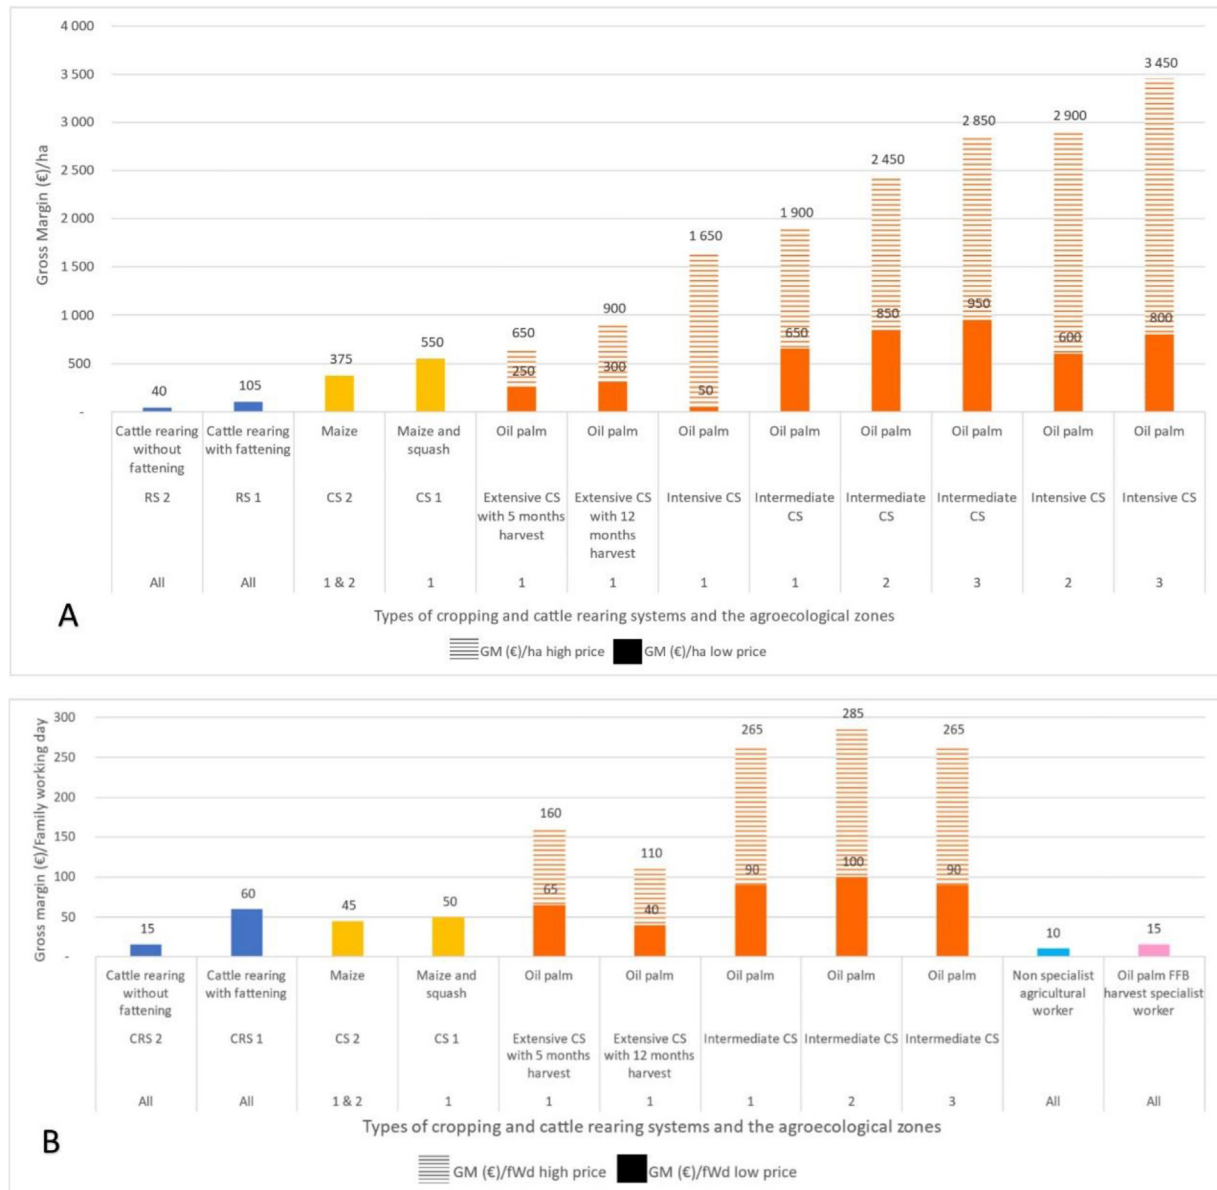 4 000
3 500
3 000
2 500
2 000
1 500
1 000
500
-
Gross Margin (€)/ha
40
105
375
550
650
250
900
300
1 650
50
1 900
650
2 450
850
2 850
950
2 900
600
3 450
800
Cattle rearing without fattening
Cattle rearing with fattening
Maize
Maize and squash
Oil palm
Oil palm
Oil palm
Oil palm
Oil palm
Oil palm
Oil palm
Oil palm
RS 2
RS 1
CS 2
CS 1
Extensive CS with 5 months harvest
Extensive CS with 12 months harvest
Intensive CS
Intermediate CS
Intermediate CS
Intermediate CS
Intensive CS
Intensive CS
All
All
1 & 2
1
1
1
1
1
2
3
2
3
A
Types of cropping and cattle rearing systems and the agroecological zones
GM (€)/ha high price
GM (€)/ha low price
300
250
200
150
100
50
-
Gross margin (€)/Family working day
15
60
45
50
160
65
110
40
265
90
285
100
265
90
10
15
Cattle rearing without fattening
Cattle rearing with fattening
Maize
Maize and squash
Oil palm
Oil palm
Oil palm
Oil palm
Oil palm
Non specialist agricultural worker
Oil palm FFB harvest specialist worker
CRS 2
CRS 1
CS 2
CS 1
Extensive CS with 5 months harvest
Extensive CS with 12 months harvest
Intermediate CS
Intermediate CS
Intermediate CS
All
All
1 & 2
1
1
1
1
2
3
All
All
B
Types of cropping and cattle rearing systems and the agroecological zones
GM (€)/fWd high price
GM (€)/fWd low price